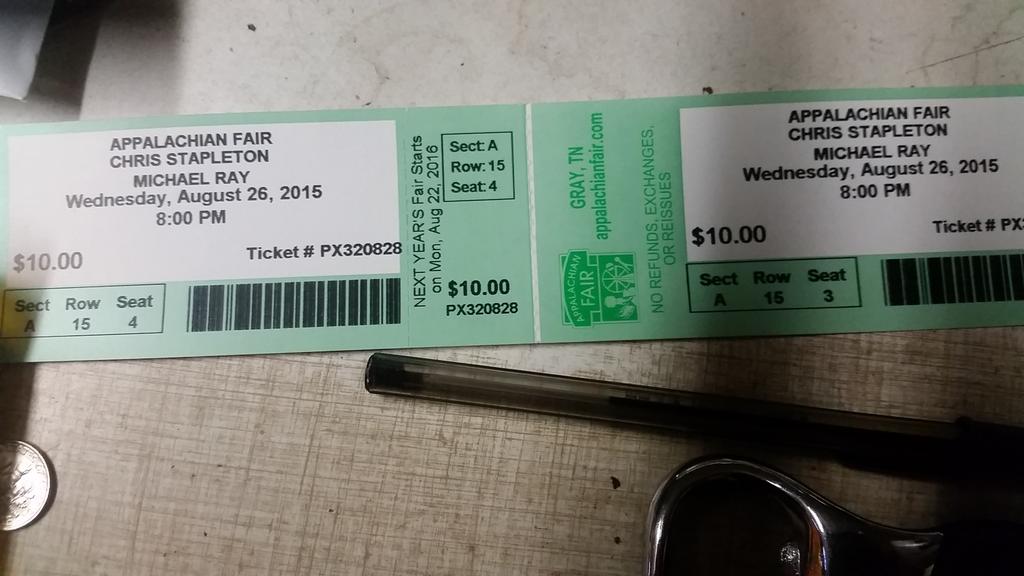 APPALACHIAN FAIR
CHRIS STAPLETON
MICHAEL RAY
Wednesday, August 26, 2015
8:00 PM
$10.00
Ticket # PX320828
Sect Row Seat
A 15 4
NEXT YEAR'S Fair Starts
on Mon, Aug 22, 2016
Sect: A
Row: 15
Seat: 4
$10.00
PX320828
GRAY, TN
appalachianfair.com
APPALACHIAN
FAIR
NO REFUNDS, EXCHANGES,
OR REISSUES
APPALACHIAN FAIR
CHRIS STAPLETON
MICHAEL RAY
Wednesday, August 26, 2015
8:00 PM
$10.00
Ticket # PX
Sect Row Seat
A 15 3